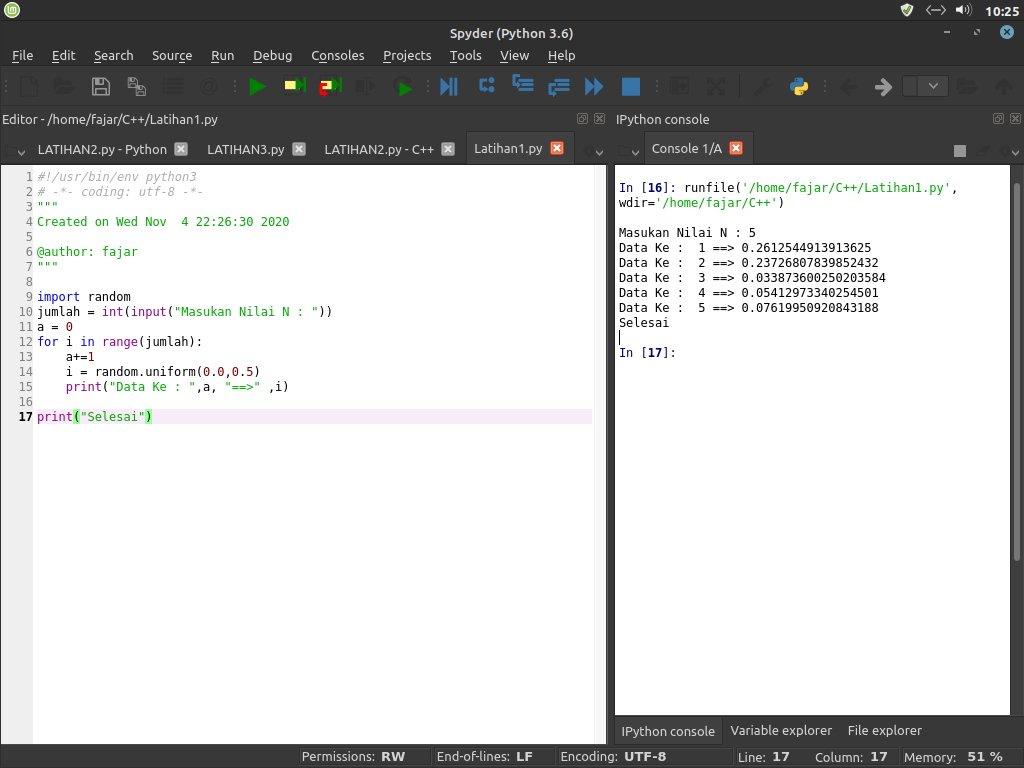 10:25
Spyder (Python 3.6)
File Edit Search Source Run Debug Consoles Projects Tools View Help
Editor - /home/fajar/C++/Latihan1.py
LATIHAN2.py - Python LATIHAN3.py LATIHAN2.py - C++ Latihan1.py
1 #!/usr/bin/env python3
2 # -*- coding: utf-8 -*-
3 """
4 Created on Wed Nov  4 22:26:30 2020
5
6 @author: fajar
7 """
8
9 import random
10 jumlah = int(input("Masukan Nilai N : "))
11 a = 0
12 for i in range(jumlah):
13     a+=1
14     i = random.uniform(0.0,0.5)
15     print("Data Ke : ",a, "==>" ,i)
16
17 print("Selesai")
IPython console
Console 1/A
In [16]: runfile('/home/fajar/C++/Latihan1.py',
wdir='/home/fajar/C++')
Masukan Nilai N : 5
Data Ke :  1 ==> 0.2612544913913625
Data Ke :  2 ==> 0.23726807839852432
Data Ke :  3 ==> 0.033873600250203584
Data Ke :  4 ==> 0.05412973340254501
Data Ke :  5 ==> 0.07619950920843188
Selesai
In [17]:
IPython console Variable explorer File explorer
Permissions: RW End-of-lines: LF Encoding: UTF-8 Line: 17 Column: 17 Memory: 51 %